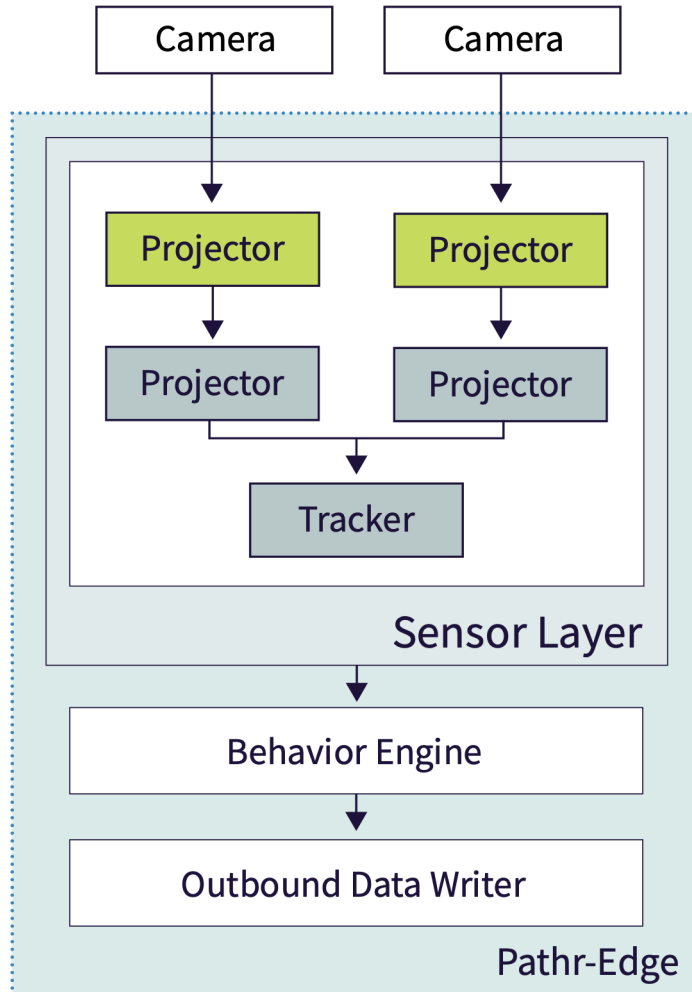 Camera
Camera
Projector
Projector
Projector
Projector
Tracker
Sensor Layer
Behavior Engine
Outbound Data Writer
Pathr-Edge